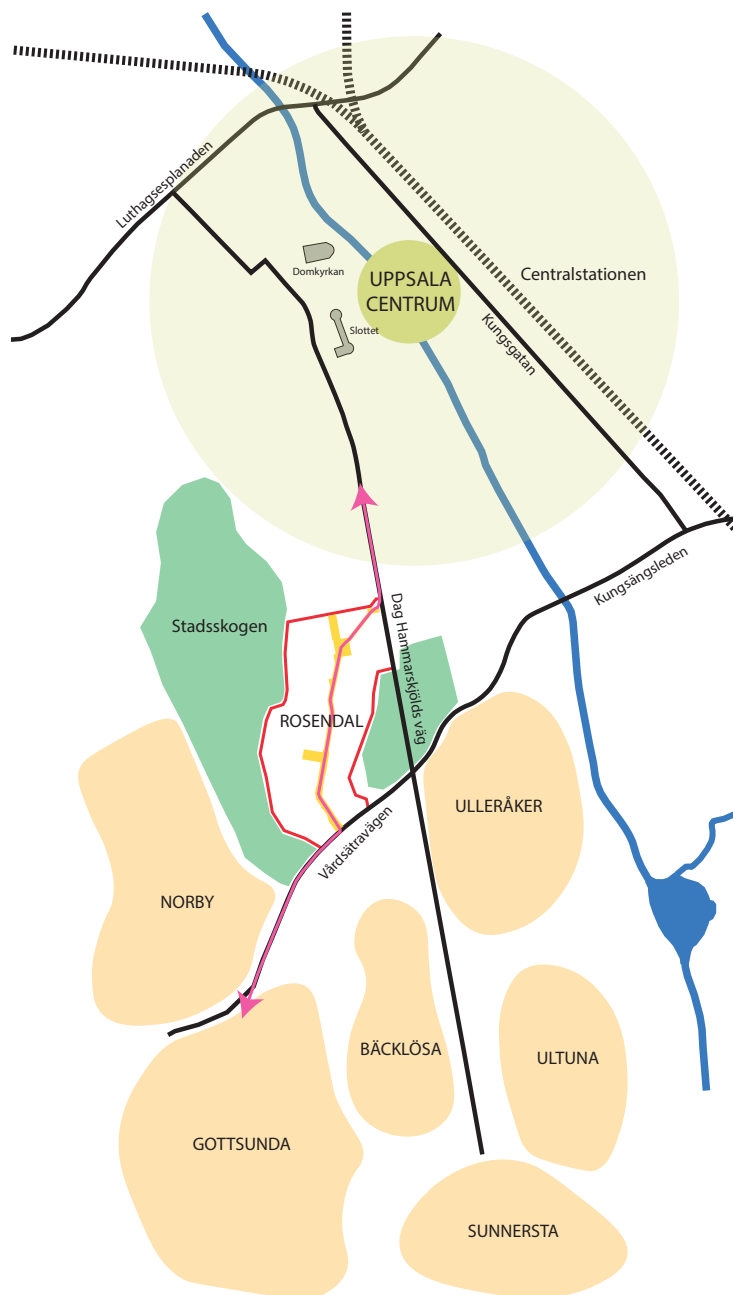 Luthagsesplanaden
Domkyrkan
UPPSALA
CENTRUM
Centralstationen
Slottet
Kungsgatan
Kungsängsleden
Stadsskogen
Dag Hammarskjölds väg
ROSENDAL
Vårdsätravägen
ULLERÅKER
NORBY
BÄCKLÖSA
ULTUNA
GOTTSUNDA
SUNNERSTA